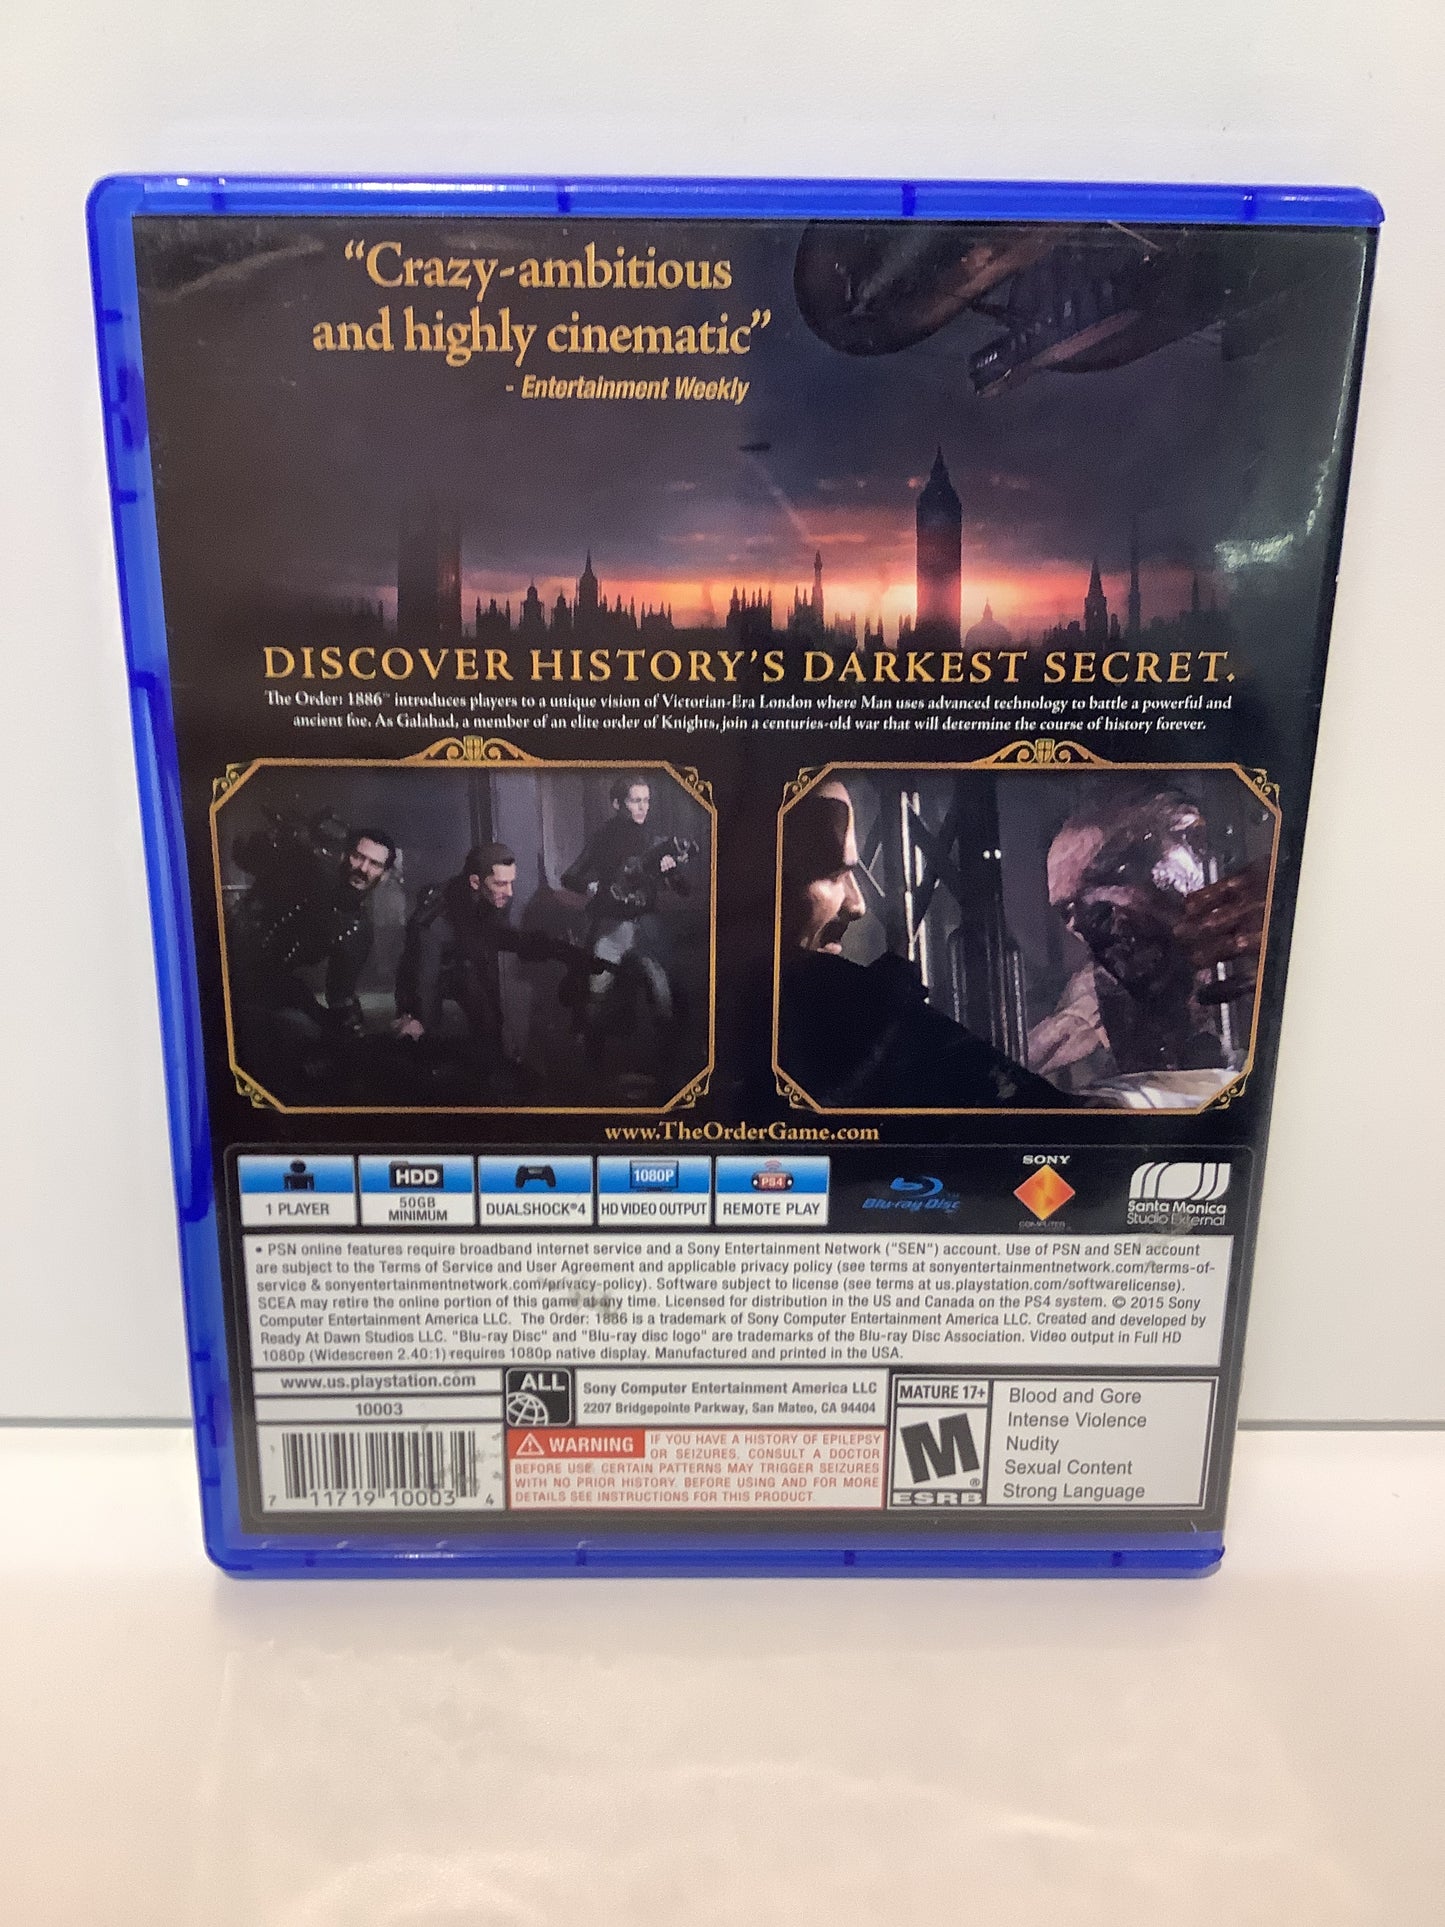 “Crazy-ambitious
and highly cinematic”
- Entertainment Weekly
DISCOVER HISTORY’S DARKEST SECRET.
The Order: 1886™ introduces players to a unique vision of Victorian-Era London where Man uses advanced technology to battle a powerful and
ancient foe. As Galahad, a member of an elite order of Knights, join a centuries-old war that will determine the course of history forever.
www.TheOrderGame.com
1 PLAYER
HDD
50GB
MINIMUM
DUALSHOCK®4
1080P
HD VIDEO OUTPUT
PS4
REMOTE PLAY
Blu-ray Disc™
SONY
COMPUTER
Santa Monica
Studio External
• PSN online features require broadband internet service and a Sony Entertainment Network ("SEN") account. Use of PSN and SEN account
are subject to the Terms of Service and User Agreement and applicable privacy policy (see terms at sonyentertainmentnetwork.com/terms-of-
service & sonyentertainmentnetwork.com/privacy-policy). Software subject to license (see terms at us.playstation.com/softwarelicense).
SCEA may retire the online portion of this game at any time. Licensed for distribution in the US and Canada on the PS4 system. © 2015 Sony
Computer Entertainment America LLC. The Order: 1886 is a trademark of Sony Computer Entertainment America LLC. Created and developed by
Ready At Dawn Studios LLC. "Blu-ray Disc" and "Blu-ray disc logo" are trademarks of the Blu-ray Disc Association. Video output in Full HD
1080p (Widescreen 2.40:1) requires 1080p native display. Manufactured and printed in the USA.
www.us.playstation.com
10003
7 11719 10003 4
ALL
Sony Computer Entertainment America LLC
2207 Bridgepointe Parkway, San Mateo, CA 94404
WARNING IF YOU HAVE A HISTORY OF EPILEPSY
OR SEIZURES, CONSULT A DOCTOR
BEFORE USE. CERTAIN PATTERNS MAY TRIGGER SEIZURES
WITH NO PRIOR HISTORY. BEFORE USING AND FOR MORE
DETAILS SEE INSTRUCTIONS FOR THIS PRODUCT.
MATURE 17+
M
®
ESRB
Blood and Gore
Intense Violence
Nudity
Sexual Content
Strong Language